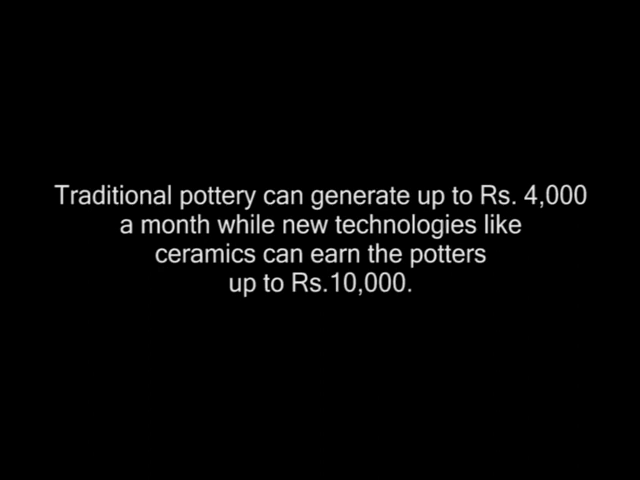 Traditional pottery can generate up to Rs. 4,000
a month while new technologies like
ceramics can earn the potters
up to Rs.10,000.